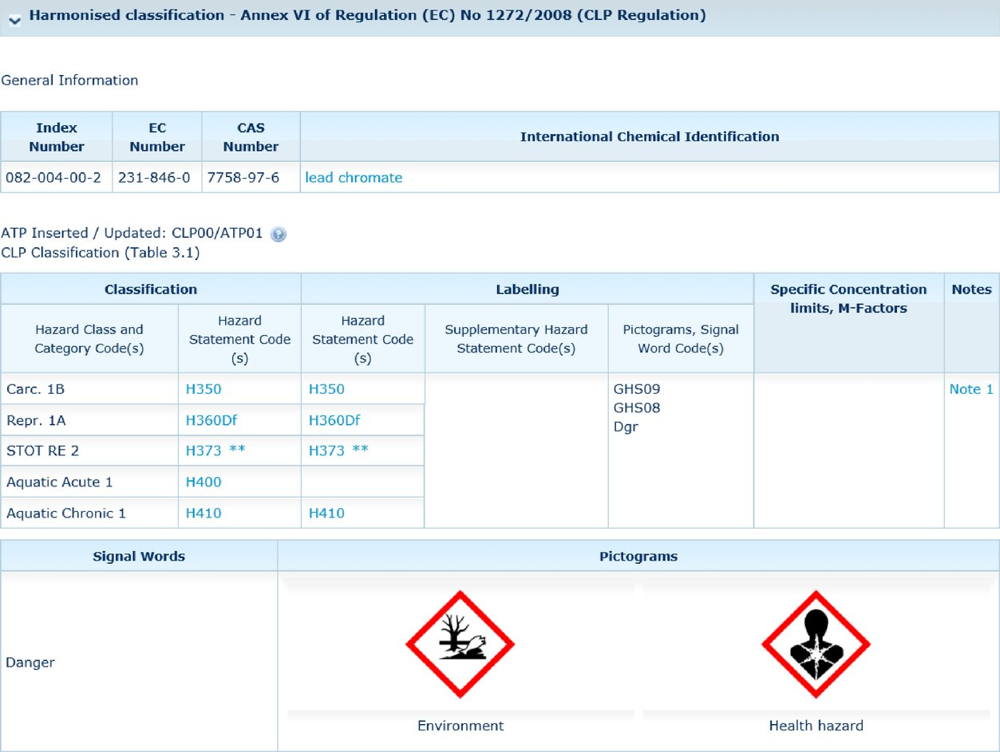 Harmonised classification - Annex VI of Regulation (EC) No 1272/2008 (CLP Regulation)
General Information
Index Number EC Number CAS Number International Chemical Identification
082-004-00-2 231-846-0 7758-97-6 lead chromate
ATP Inserted / Updated: CLP00/ATP01 ?
CLP Classification (Table 3.1)
Classification Labelling Specific Concentration limits, M-Factors Notes
Hazard Class and Category Code(s) Hazard Statement Code (s) Hazard Statement Code (s) Supplementary Hazard Statement Code(s) Pictograms, Signal Word Code(s)
Carc. 1B H350 H350 GHS09 Note 1
GHS08
Repr. 1A H360Df H360Df Dgr
STOT RE 2 H373 ** H373 **
Aquatic Acute 1 H400
Aquatic Chronic 1 H410 H410
Signal Words Pictograms
Danger
Environment Health hazard